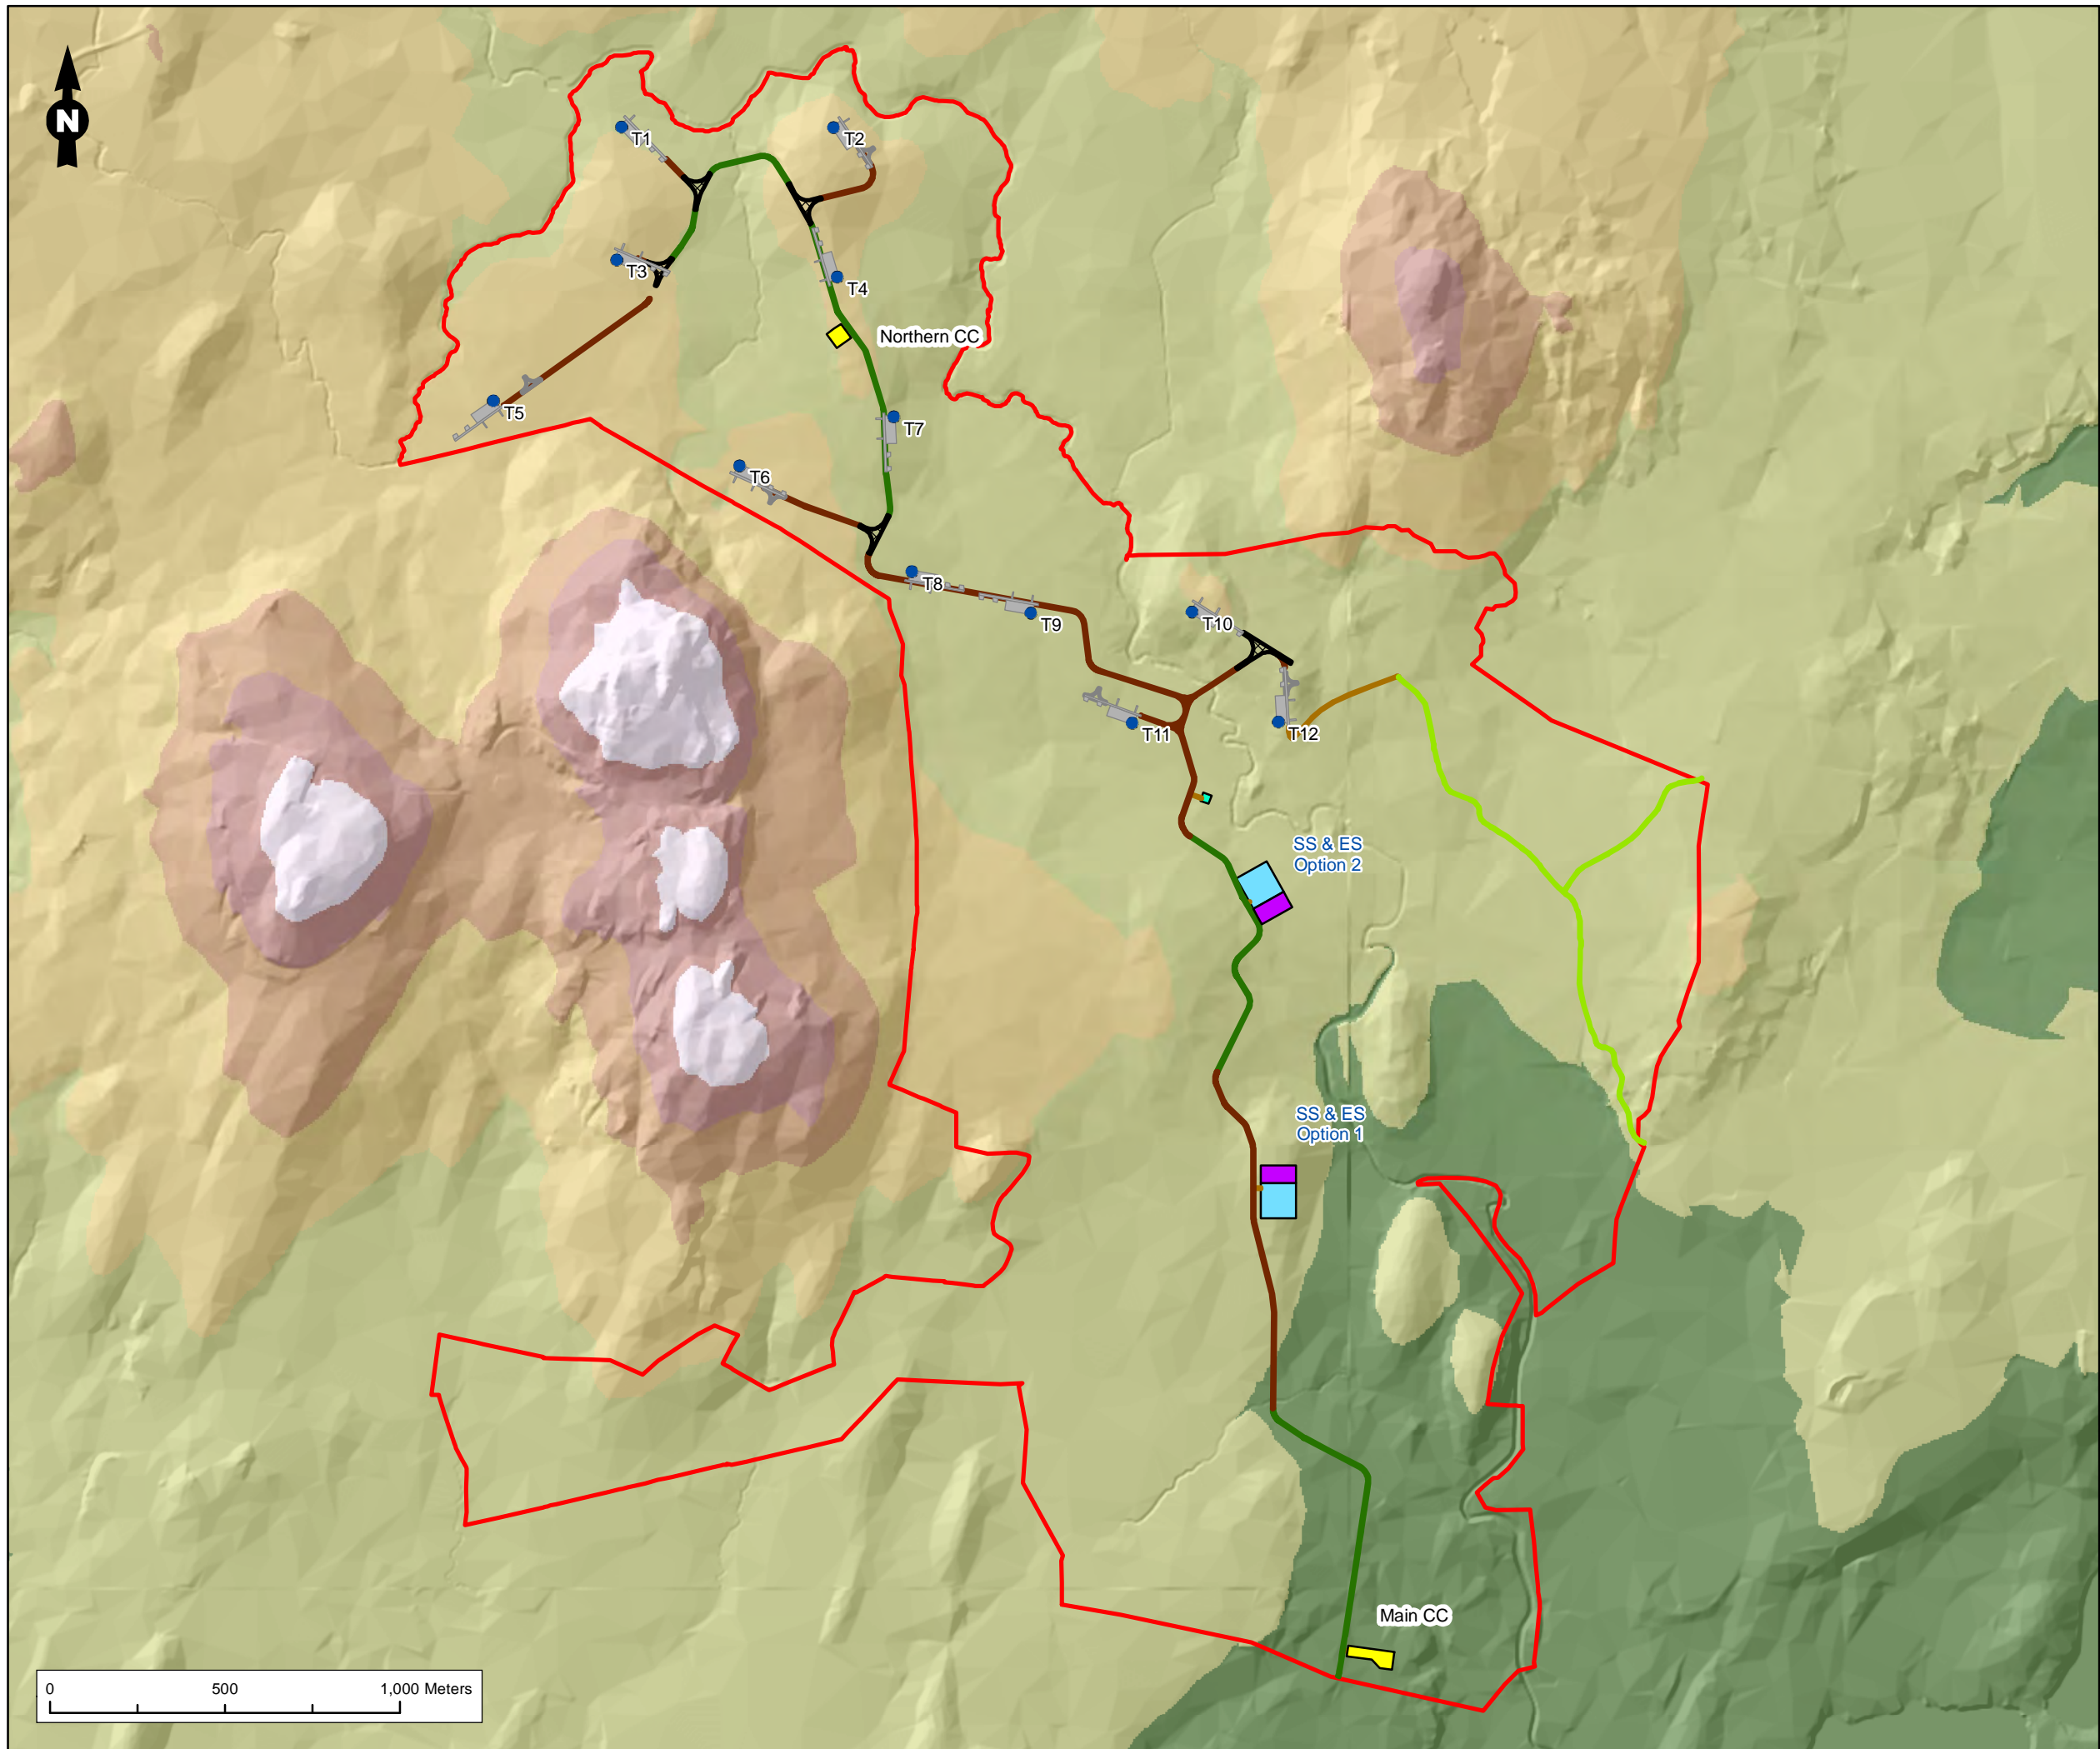 N
T1
T2
T3
T4
Northern CC
T5
T7
T6
T8
T9
T10
T11
T12
SS & ES
Option 2
SS & ES
Option 1
Main CC
0 500 1,000 Meters